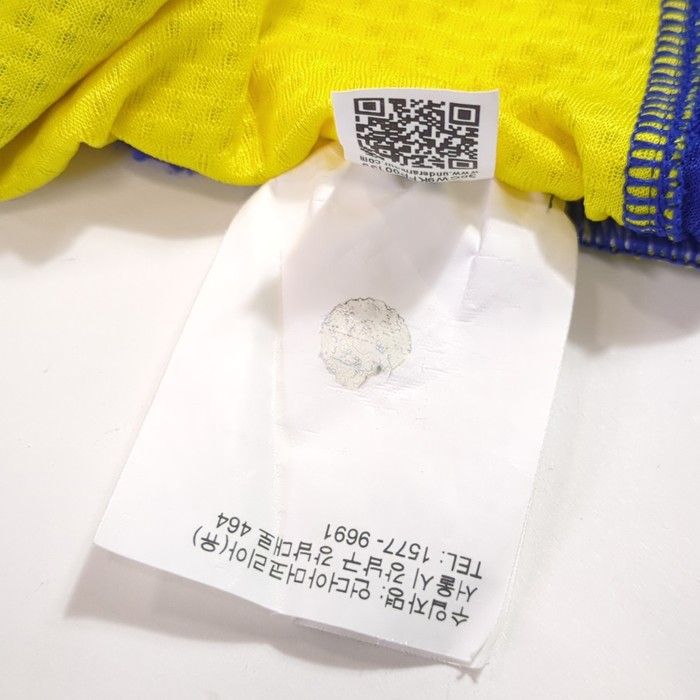 수입자명: 언더아머코리아(유)
서울시 강남구 강남대로 464
TEL: 1577- 9691